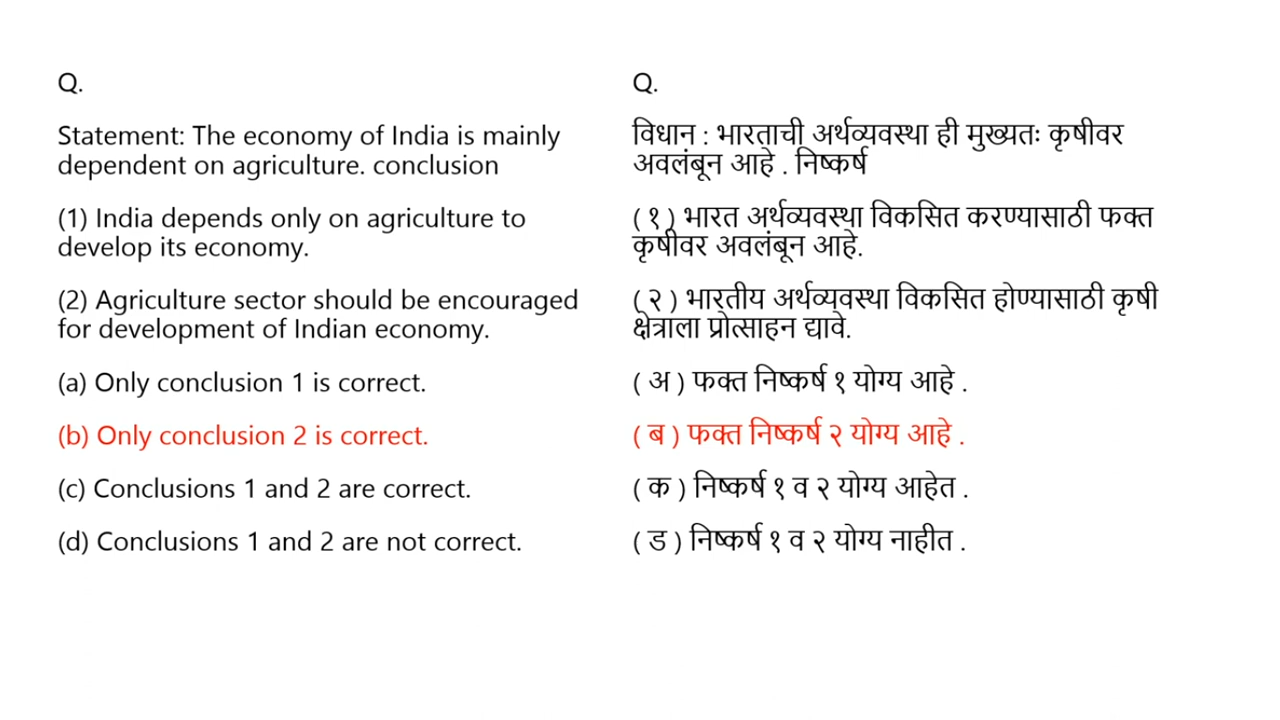 Q.
Statement: The economy of India is mainly
dependent on agriculture. conclusion
(1) India depends only on agriculture to
develop its economy.
(2) Agriculture sector should be encouraged
for development of Indian economy.
(a) Only conclusion 1 is correct.
(b) Only conclusion 2 is correct.
(c) Conclusions 1 and 2 are correct.
(d) Conclusions 1 and 2 are not correct.
Q.
विधान : भारताची अर्थव्यवस्था ही मुख्यतः कृषीवर
अवलंबून आहे . निष्कर्ष
( १ ) भारत अर्थव्यवस्था विकसित करण्यासाठी फक्त
कृषीवर अवलंबून आहे.
( २ ) भारतीय अर्थव्यवस्था विकसित होण्यासाठी कृषी
क्षेत्राला प्रोत्साहन द्यावे.
( अ ) फक्त निष्कर्ष १ योग्य आहे .
( ब ) फक्त निष्कर्ष २ योग्य आहे .
( क ) निष्कर्ष १ व २ योग्य आहेत .
( ड ) निष्कर्ष १ व २ योग्य नाहीत .